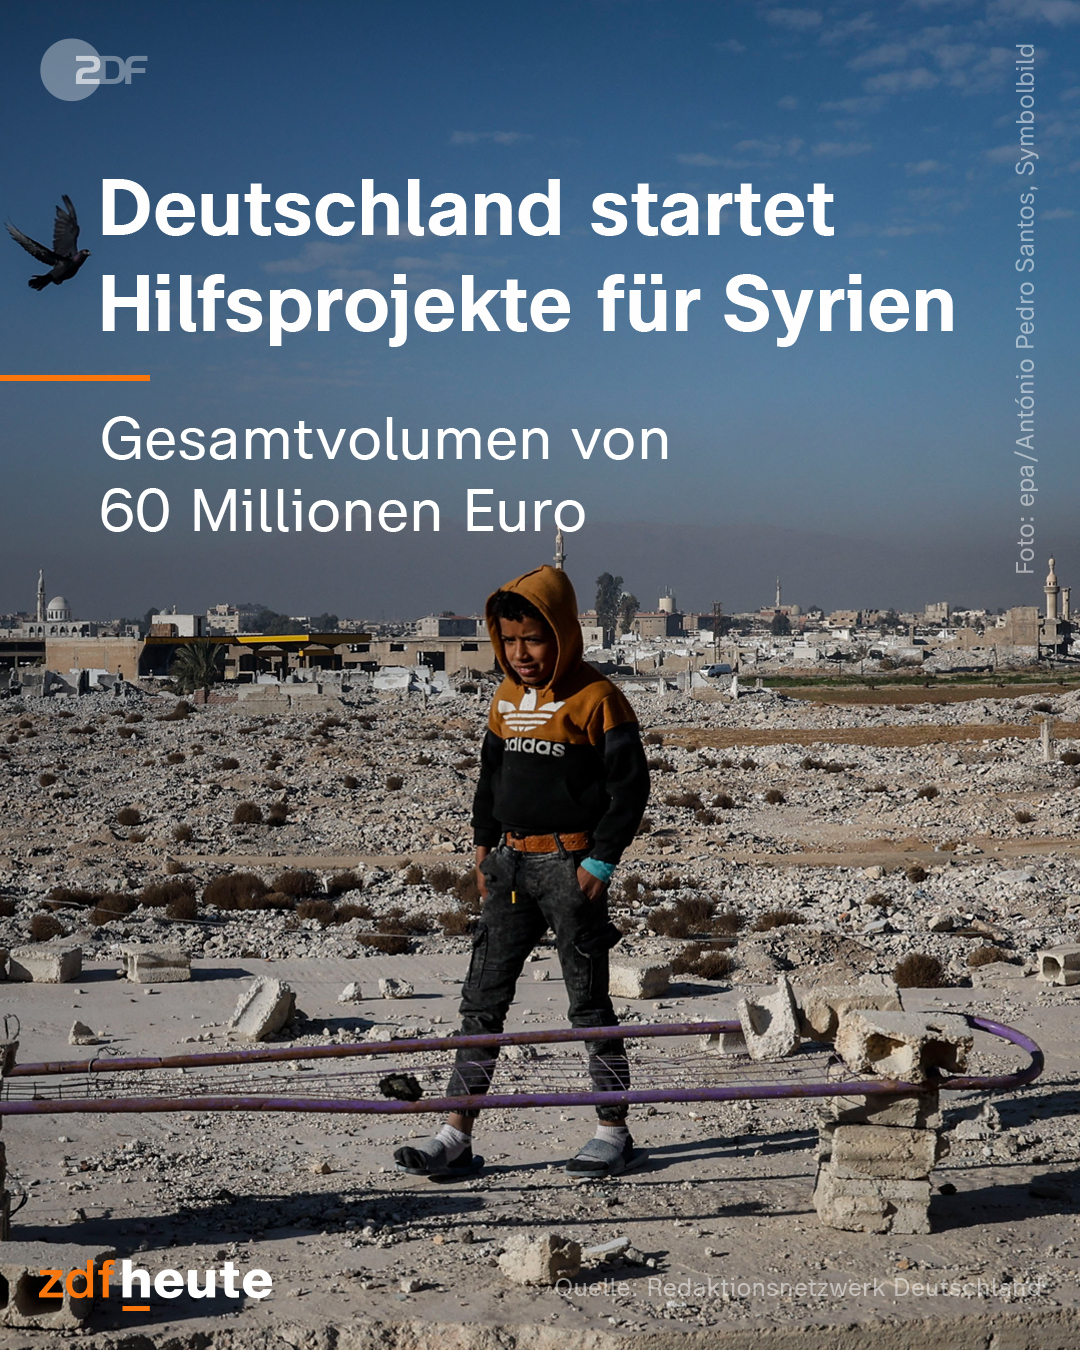 ZDF
Deutschland startet
Hilfsprojekte für Syrien
Gesamtvolumen von
60 Millionen Euro
Foto: epa/António Pedro Santos, Symbolbild
adidas
zdfheute
Quelle: Redaktionsnetzwerk Deutschland